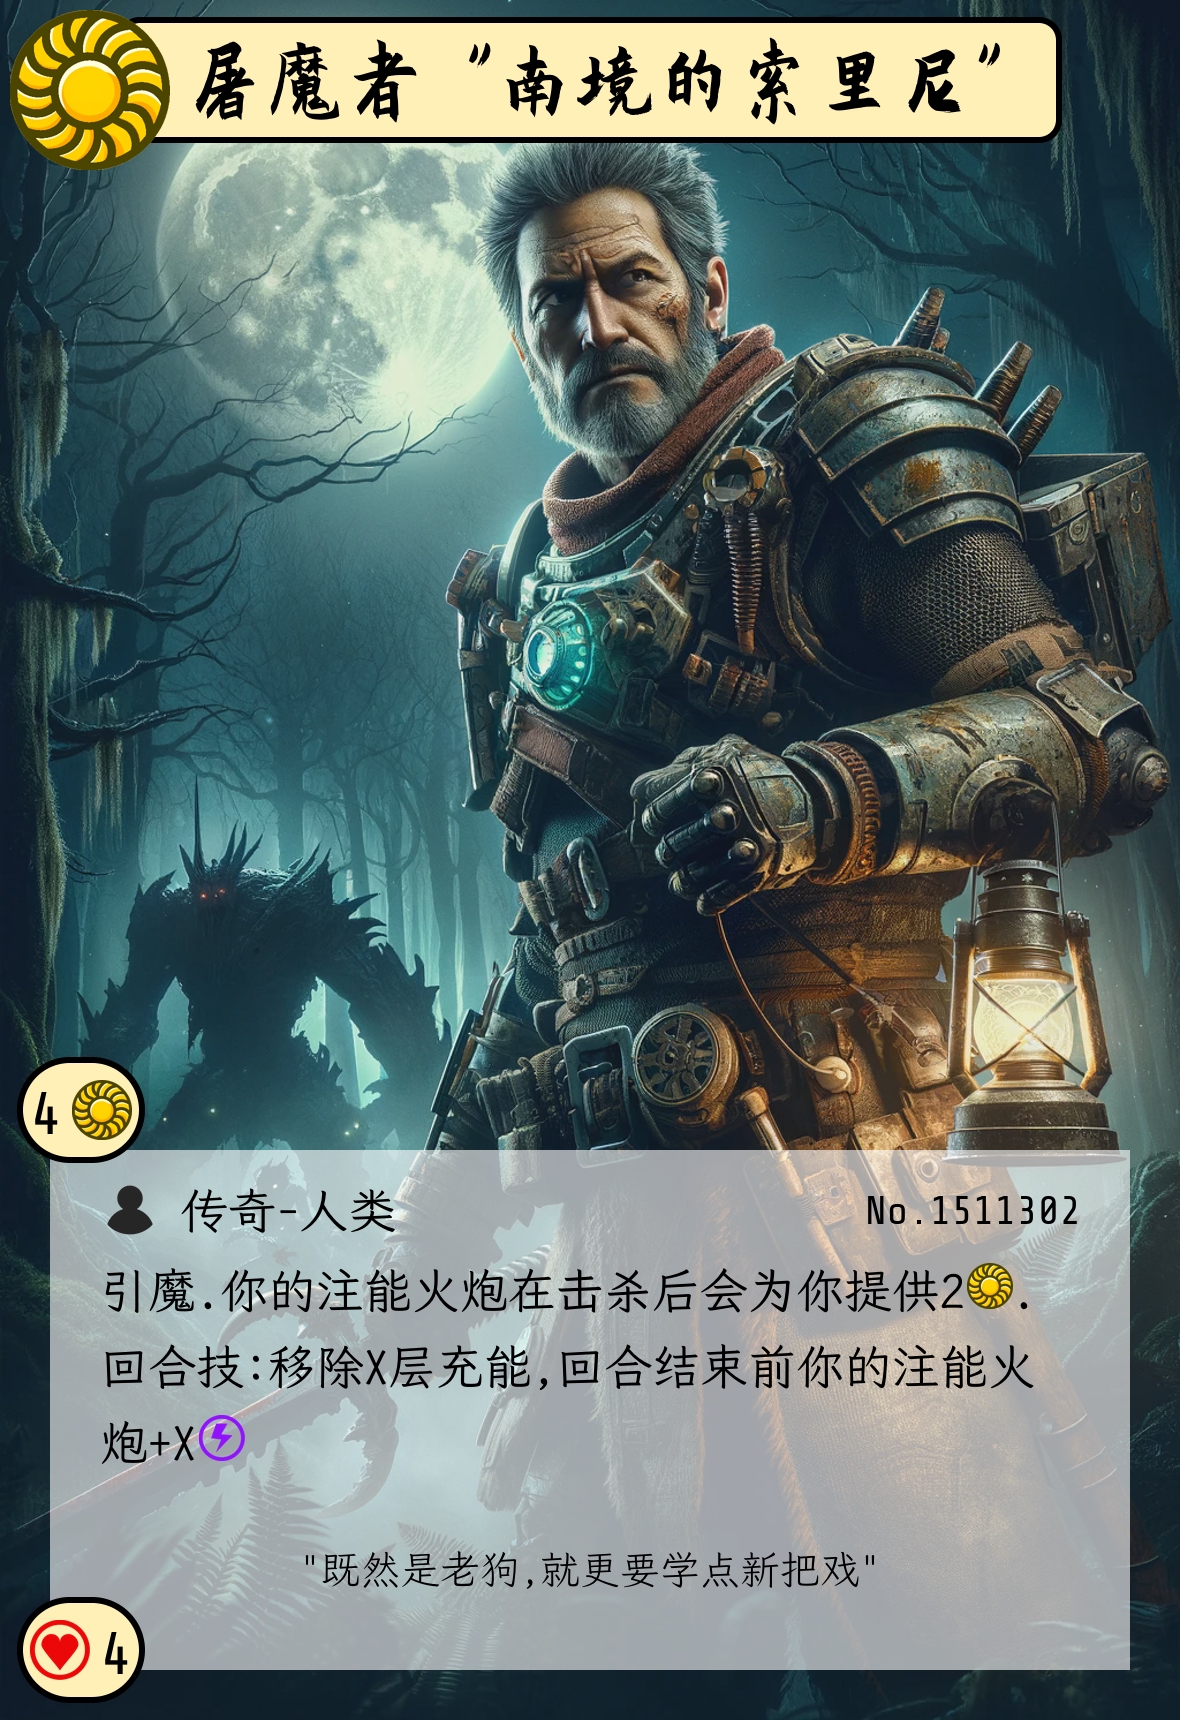 屠魔者 "南境的索里尼"
4
传奇-人类
No.1511302
引魔.你的注能火炮在击杀后会为你提供2.
回合技:移除X层充能,回合结束前你的注能火
炮+X
"既然是老狗,就更要学点新把戏"
4